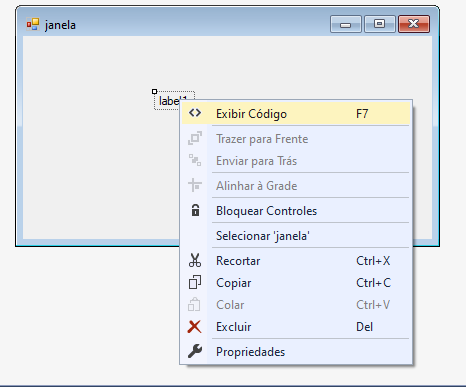 janela
label1
Exibir Código F7
Trazer para Frente
Enviar para Trás
Alinhar à Grade
Bloquear Controles
Selecionar 'janela'
Recortar Ctrl+X
Copiar Ctrl+C
Colar Ctrl+V
Excluir Del
Propriedades